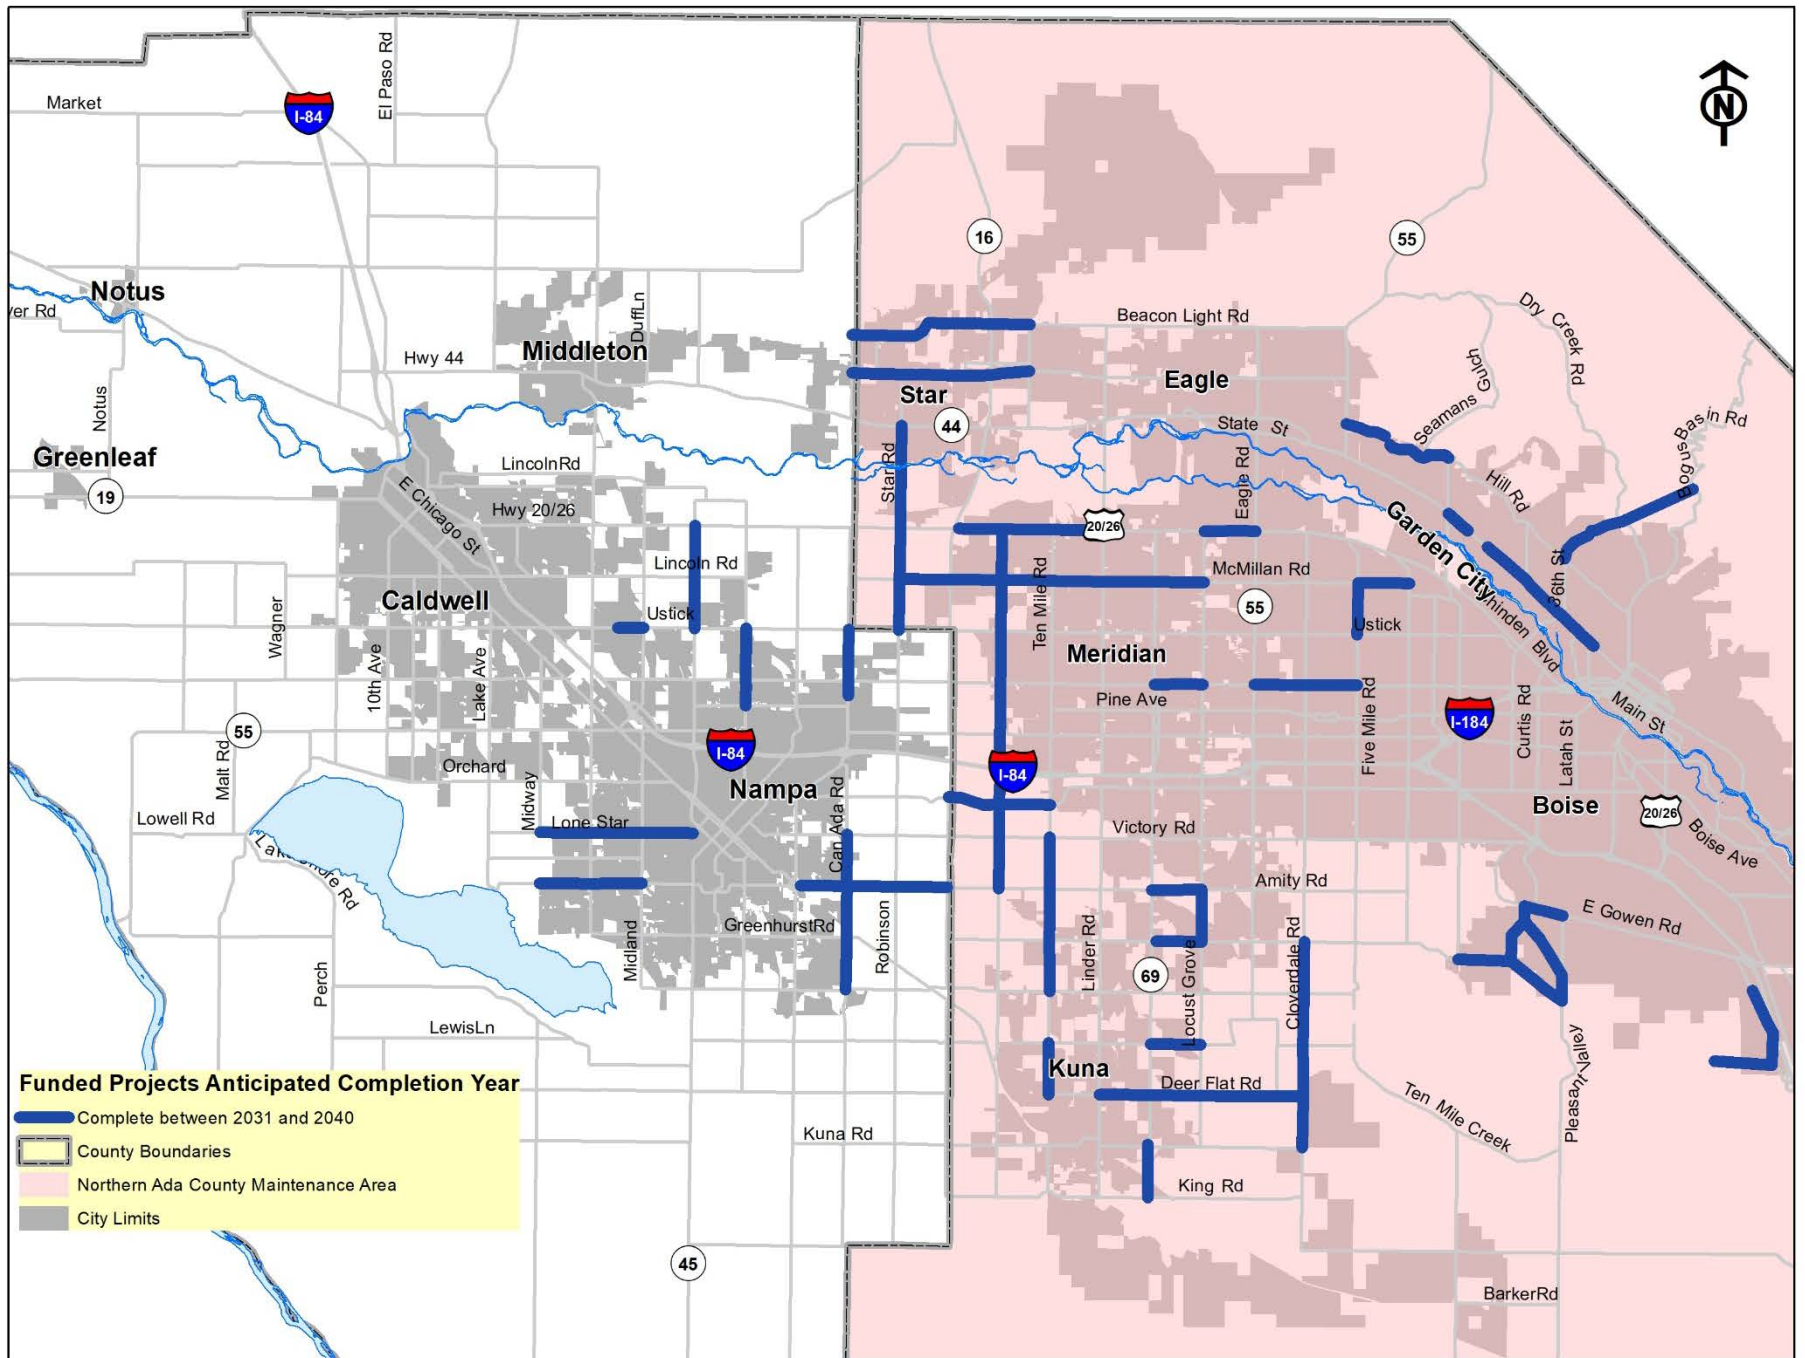 El Paso Rd
Market
I-84
N
16
55
Notus
ver Rd
DuffLn
Beacon Light Rd
Dry Creek Rd
Middleton
Hwy 44
Eagle
Seamans Gulch
Star
Notus
44
State St
Bogus Basin Rd
Greenleaf
19
LincolnRd
E Chicago St
Hwy 20/26
Star Rd
Eagle Rd
Hill Rd
20/26
Garden City
Lincoln Rd
Ten Mile Rd
McMillan Rd
36th St
Caldwell
Ustick
55
hinden Blvd
Wagner
Ustick
Meridian
10th Ave
Lake Ave
Pine Ave
Five Mile Rd
I-184
Curtis Rd
Main St
55
Malt Rd
I-84
I-84
Latah St
Orchard
Nampa
Midway
Can Ada Rd
Boise
20/26
Lowell Rd
Lone Star
Victory Rd
Boise Ave
Lake Shore Rd
Amity Rd
GreenhurstRd
E Gowen Rd
Midland
Robinson
Linder Rd
Locust Grove
Cloverdale Rd
Perch
69
LewisLn
Kuna
Deer Flat Rd
Ten Mile Creek
Pleasant Valley
Kuna Rd
King Rd
45
BarkerRd
Funded Projects Anticipated Completion Year
Complete between 2031 and 2040
County Boundaries
Northern Ada County Maintenance Area
City Limits